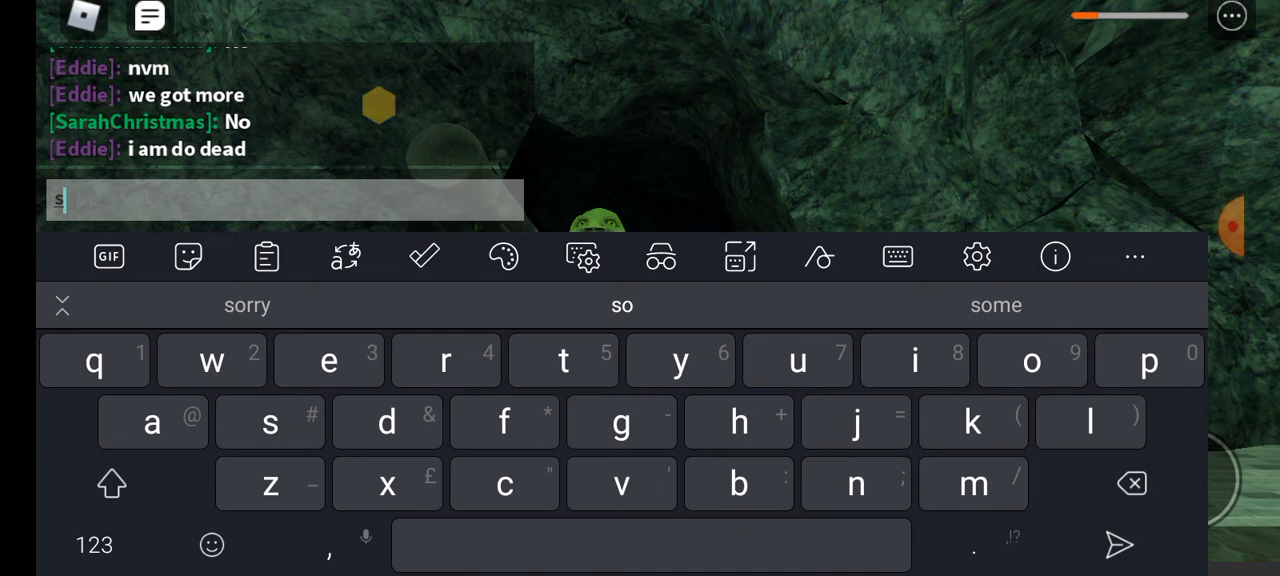 [Eddie]: nvm
[Eddie]: we got more
[SarahChristmas]: No
[Eddie]: i am do dead
s
GIF
sorry so some
q 1 w 2 e 3 r 4 t 5 y 6 u 7 i 8 o 9 p 0
a @ s # d & f * g - h + j = k ( l )
z _ x £ c " v ' b : n ; m /
123 , . ,!?